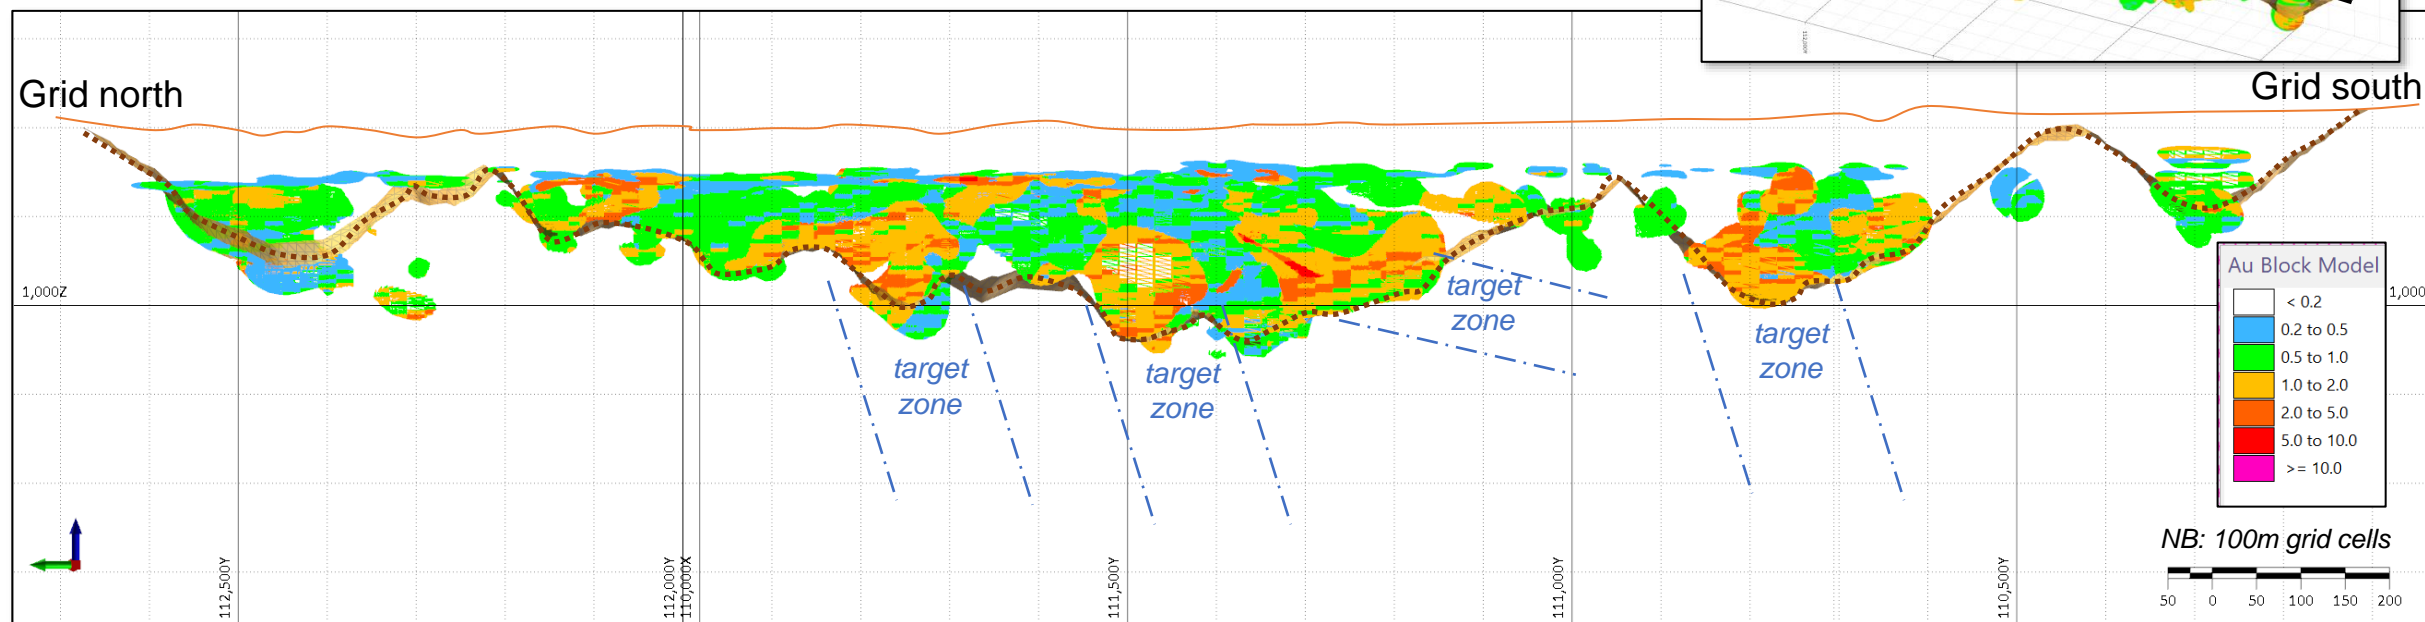 112,000Y
Grid north
Grid south
1,000Z
1,000
target
zone
target
zone
target
zone
target
zone
Au Block Model
< 0.2
0.2 to 0.5
0.5 to 1.0
1.0 to 2.0
2.0 to 5.0
5.0 to 10.0
>= 10.0
112,500Y
112,000Y
110,000X
111,500Y
111,000Y
110,500Y
NB: 100m grid cells
50 0 50 100 150 200